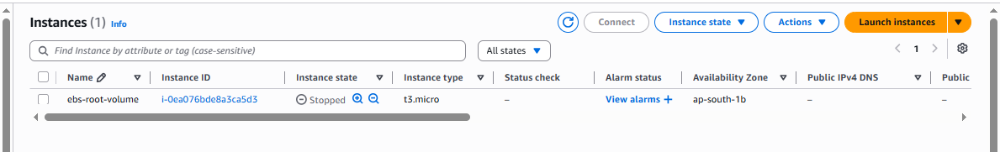 Instances (1) Info Connect Instance state Actions Launch instances
Find Instance by attribute or tag (case-sensitive) All states 1
Name Instance ID Instance state Instance type Status check Alarm status Availability Zone Public IPv4 DNS Public
ebs-root-volume i-0ea076bde8a3ca5d3 Stopped t3.micro – View alarms + ap-south-1b – –